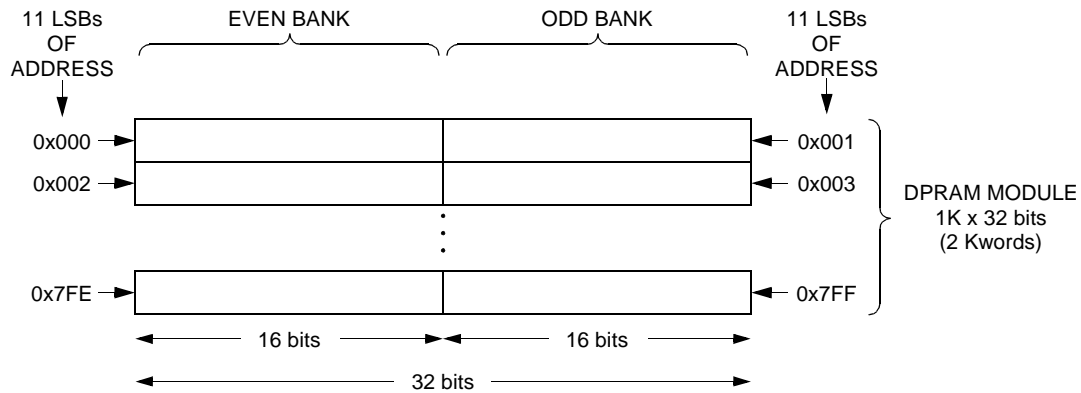 11 LSBs
OF
ADDRESS
EVEN BANK
ODD BANK
11 LSBs
OF
ADDRESS
0x000
0x001
0x002
0x003
DPRAM MODULE
1K x 32 bits
(2 Kwords)
0x7FE
0x7FF
16 bits
16 bits
32 bits